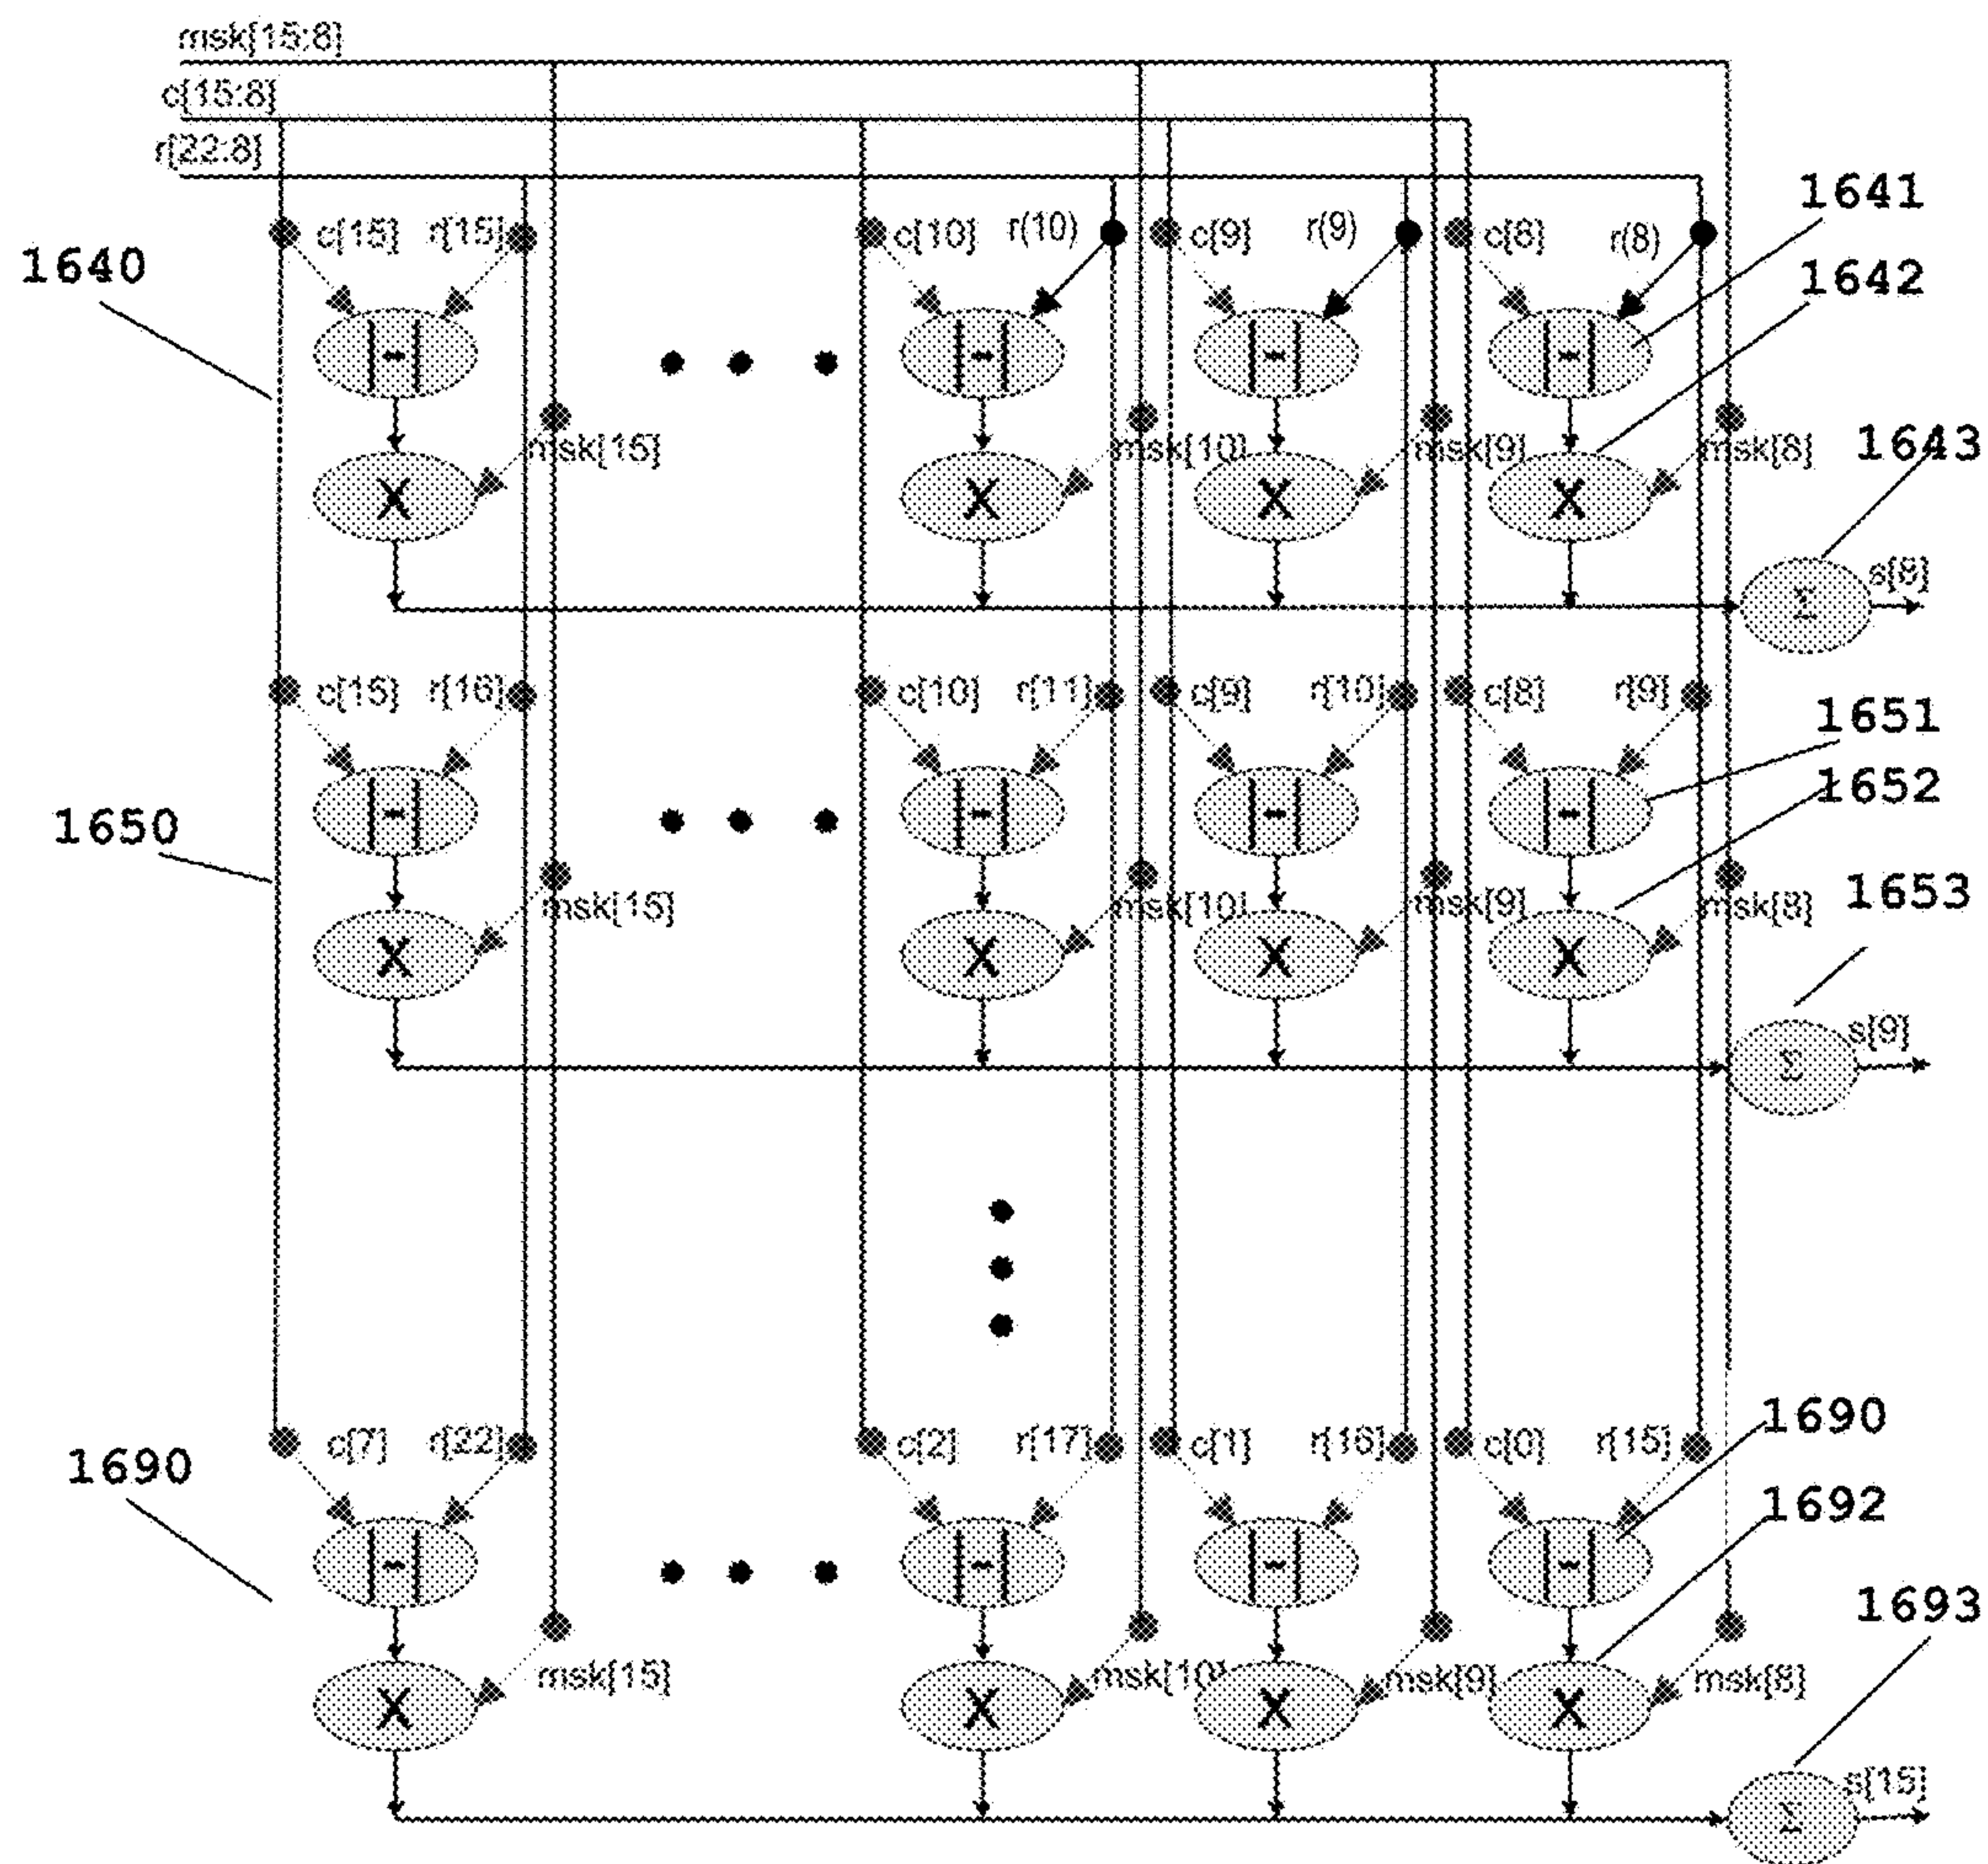 msk[15:8]
c[15:8]
r[22:8]
1641
c[15] r[15] c[10] r(10) c[9] r(9) c[8] r(8)
1640
1642
|-| |-| |-| |-|
msk[15] msk[10] msk[9] msk[8]
1643
X X X X
Σ s[8]
c[15] r[16] c[10] r[11] c[9] r[10] c[8] r[9]
1651
1652
1650
|-| |-| |-| |-|
msk[15] msk[10] msk[9] msk[8]
1653
X X X X
Σ s[9]
c[7] r[22] c[2] r[17] c[1] r[16] c[0] r[15]
1690
1690
1692
|-| |-| |-| |-|
1693
msk[15] msk[10] msk[9] msk[8]
X X X X
Σ s[15]